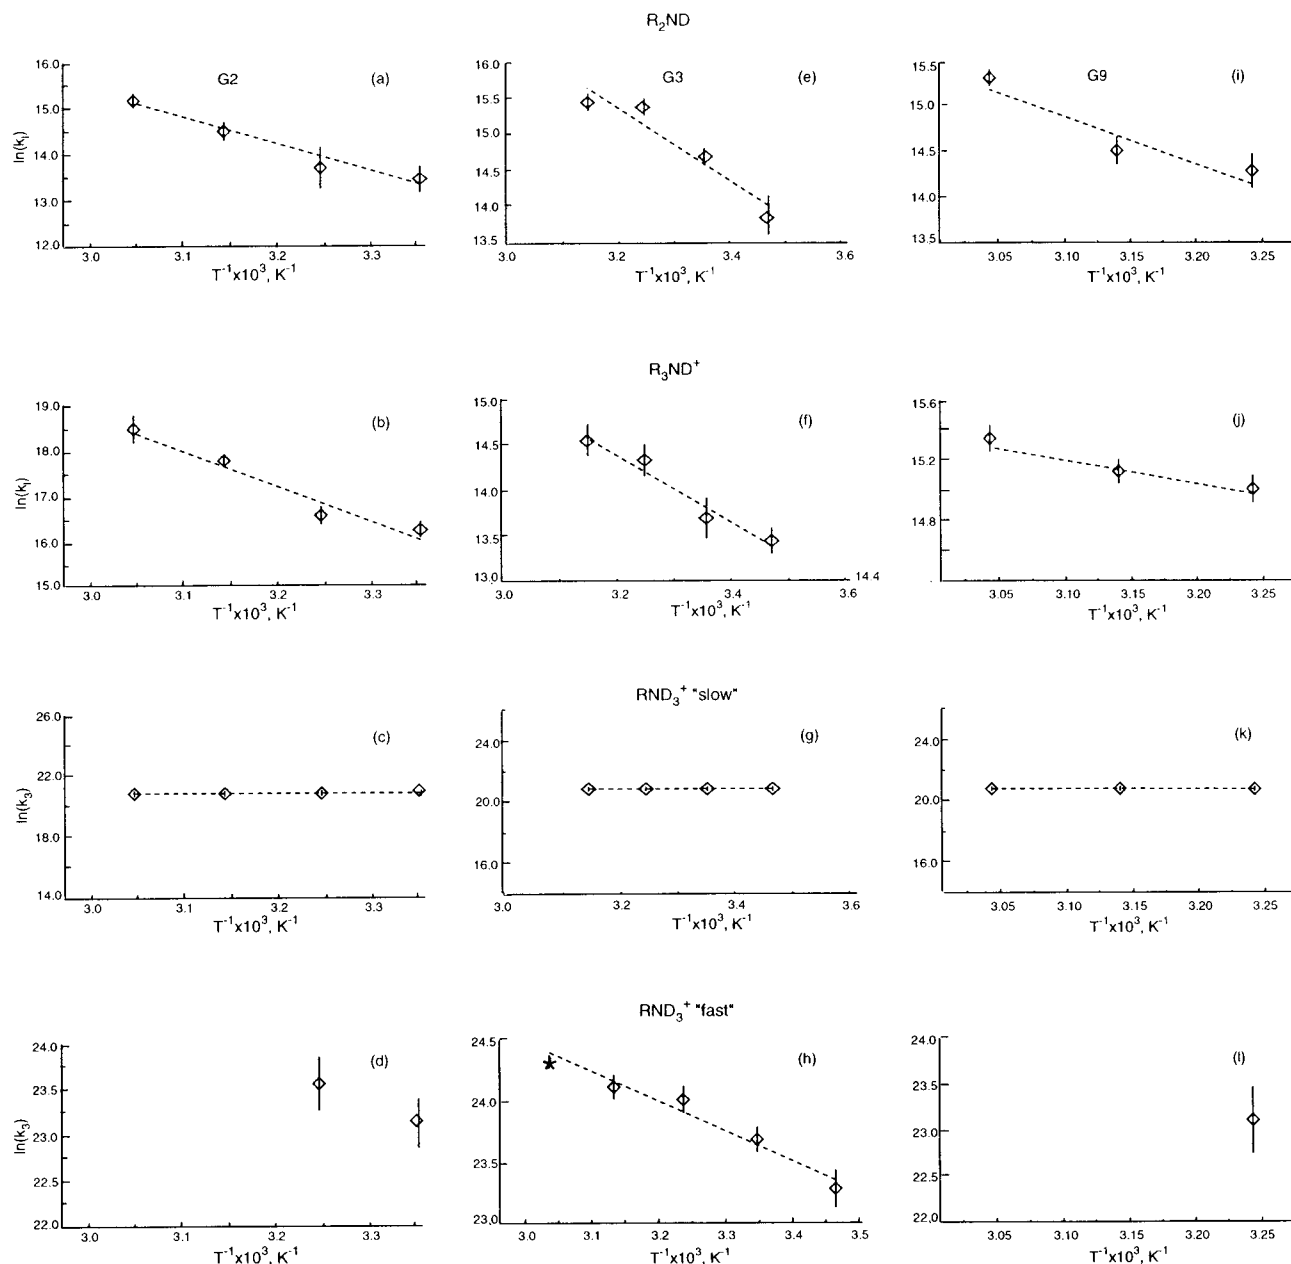 R₂ND
G2 (a) G3 (e) G9 (i)
16.0 16.0 15.5
15.0 15.5 15.0
14.0 15.0 14.5
13.0 14.5 14.0
12.0 14.0 13.5
13.5
ln(kᵢ)
3.0 3.1 3.2 3.3 3.0 3.2 3.4 3.6 3.05 3.10 3.15 3.20 3.25
T⁻¹x10³, K⁻¹ T⁻¹x10³, K⁻¹ T⁻¹x10³, K⁻¹
R₃ND⁺
(b) (f) (j)
19.0 15.0 15.6
18.0 14.5 15.2
17.0 14.0 14.8
16.0 13.5
15.0 13.0 14.4
ln(kᵢ)
3.0 3.1 3.2 3.3 3.0 3.2 3.4 3.6 3.05 3.10 3.15 3.20 3.25
T⁻¹x10³, K⁻¹ T⁻¹x10³, K⁻¹ T⁻¹x10³, K⁻¹
RND₃⁺ "slow"
(c) (g) (k)
26.0 24.0 24.0
22.0 20.0 20.0
18.0 16.0 16.0
14.0
ln(k₃)
3.0 3.1 3.2 3.3 3.0 3.2 3.4 3.6 3.05 3.10 3.15 3.20 3.25
T⁻¹x10³, K⁻¹ T⁻¹x10³, K⁻¹ T⁻¹x10³, K⁻¹
RND₃⁺ "fast"
(d) (h) (l)
24.0 24.5 24.0
23.5 24.0 23.5
23.0 23.5 23.0
22.5 23.0 22.5
22.0 22.0
ln(k₃)
3.0 3.1 3.2 3.3 3.0 3.1 3.2 3.3 3.4 3.5 3.05 3.10 3.15 3.20 3.25
T⁻¹x10³, K⁻¹ T⁻¹x10³, K⁻¹ T⁻¹x10³, K⁻¹